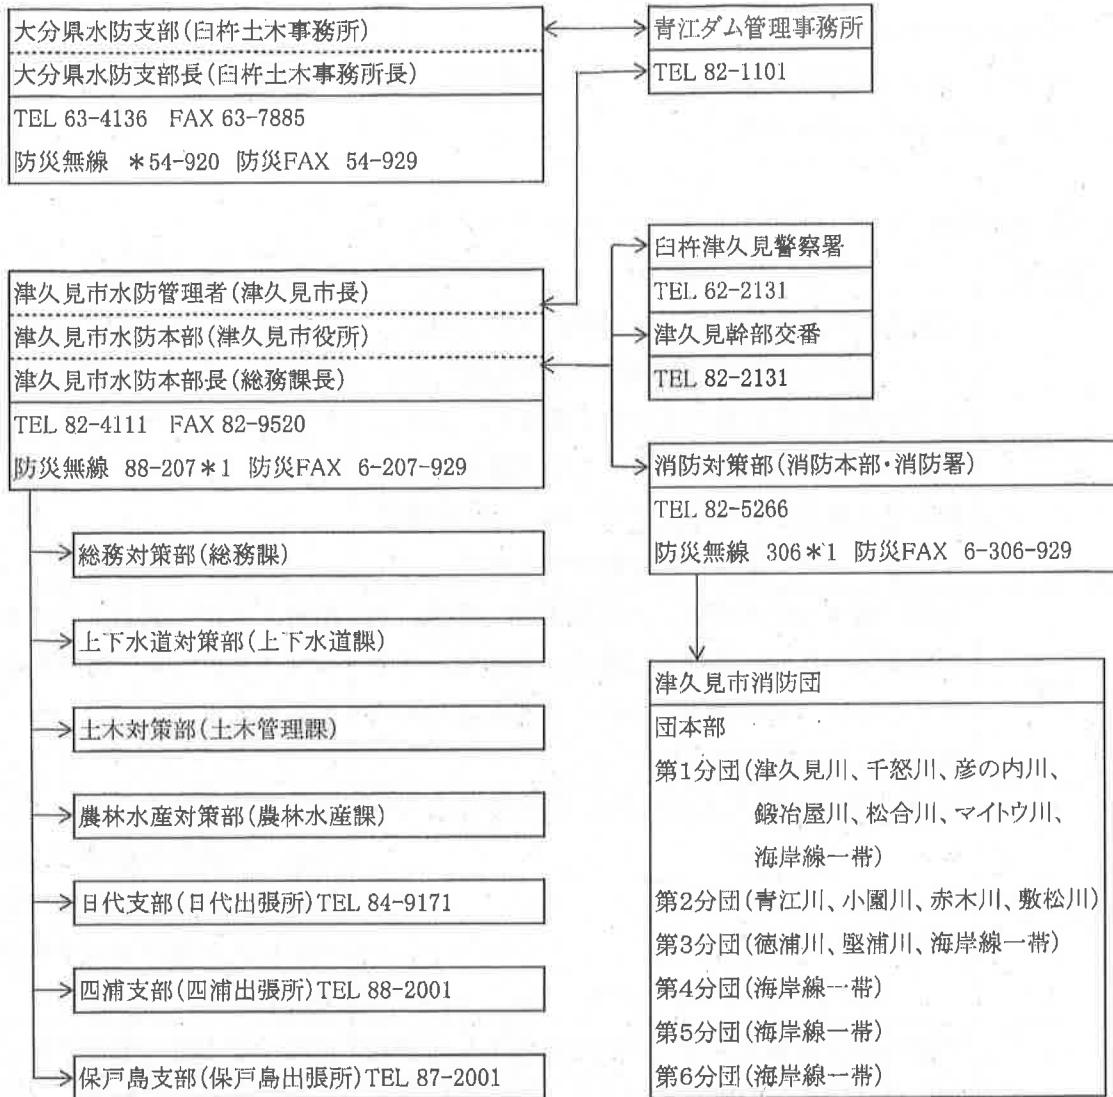 大分県水防支部(臼杵土木事務所)
大分県水防支部長(臼杵土木事務所長)
TEL 63-4136 FAX 63-7885
防災無線 *54-920 防災FAX 54-929
青江ダム管理事務所
TEL 82-1101
津久見市水防管理者(津久見市長)
津久見市水防本部(津久見市役所)
津久見市水防本部長(総務課長)
TEL 82-4111 FAX 82-9520
防災無線 88-207*1 防災FAX 6-207-929
臼杵津久見警察署
TEL 62-2131
津久見幹部交番
TEL 82-2131
消防対策部(消防本部・消防署)
TEL 82-5266
防災無線 306*1 防災FAX 6-306-929
総務対策部(総務課)
上下水道対策部(上下水道課)
土木対策部(土木管理課)
農林水産対策部(農林水産課)
日代支部(日代出張所)TEL 84-9171
四浦支部(四浦出張所)TEL 88-2001
保戸島支部(保戸島出張所)TEL 87-2001
津久見市消防団
団本部
第1分団(津久見川、千怒川、彦の内川、
鍛冶屋川、松合川、マイトウ川、
海岸線一帯)
第2分団(青江川、小園川、赤木川、敷松川)
第3分団(徳浦川、堅浦川、海岸線一帯)
第4分団(海岸線一帯)
第5分団(海岸線一帯)
第6分団(海岸線一帯)